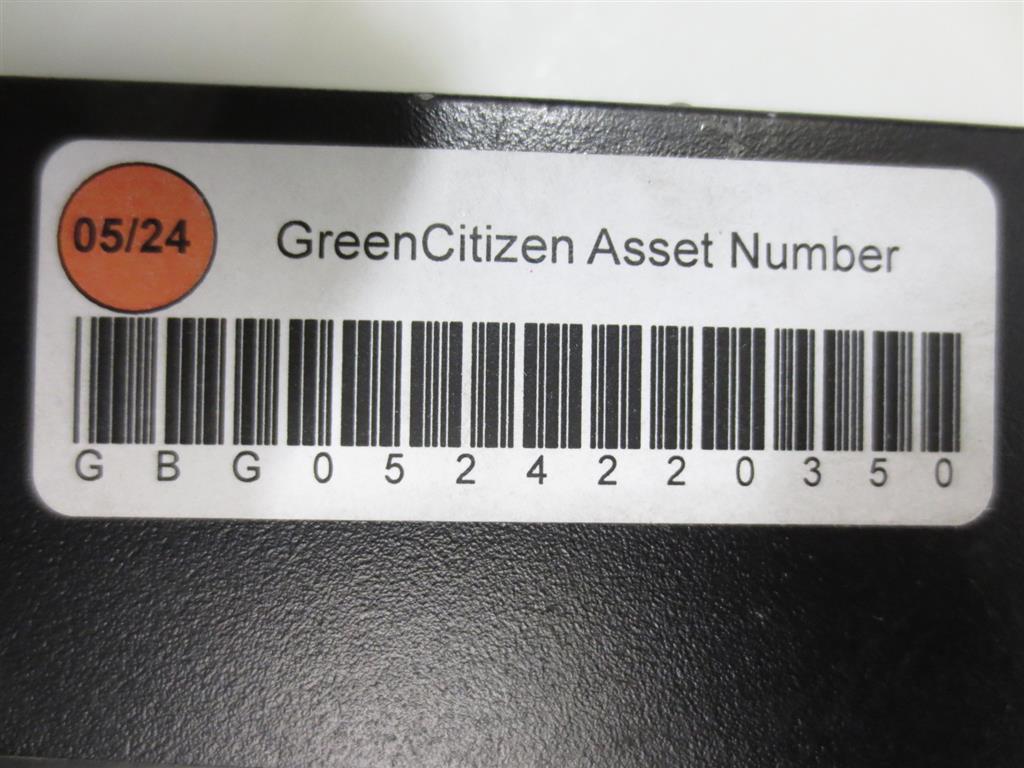 05/24
GreenCitizen Asset Number
G B G 0 5 2 4 2 2 0 3 5 0